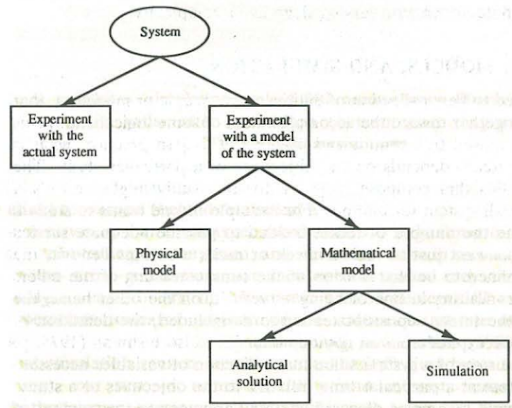 System
Experiment
with the
actual system
Experiment
with a model
of the system
Physical
model
Mathematical
model
Analytical
solution
Simulation